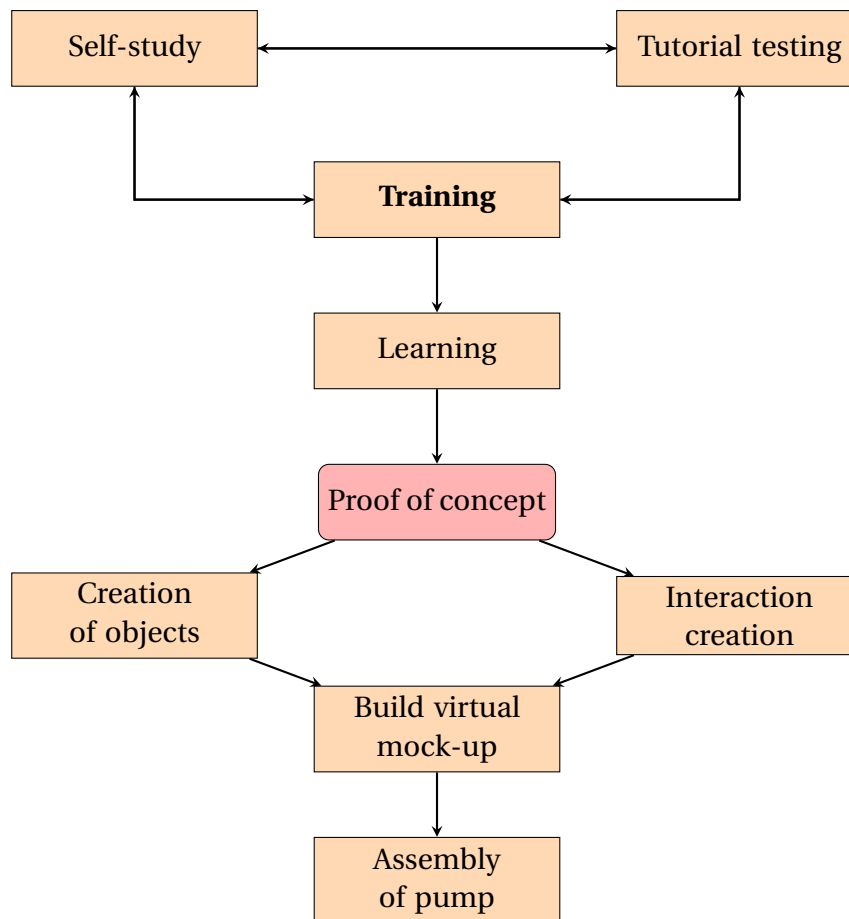 Self-study
Tutorial testing
Training
Learning
Proof of concept
Creation
of objects
Interaction
creation
Build virtual
mock-up
Assembly
of pump